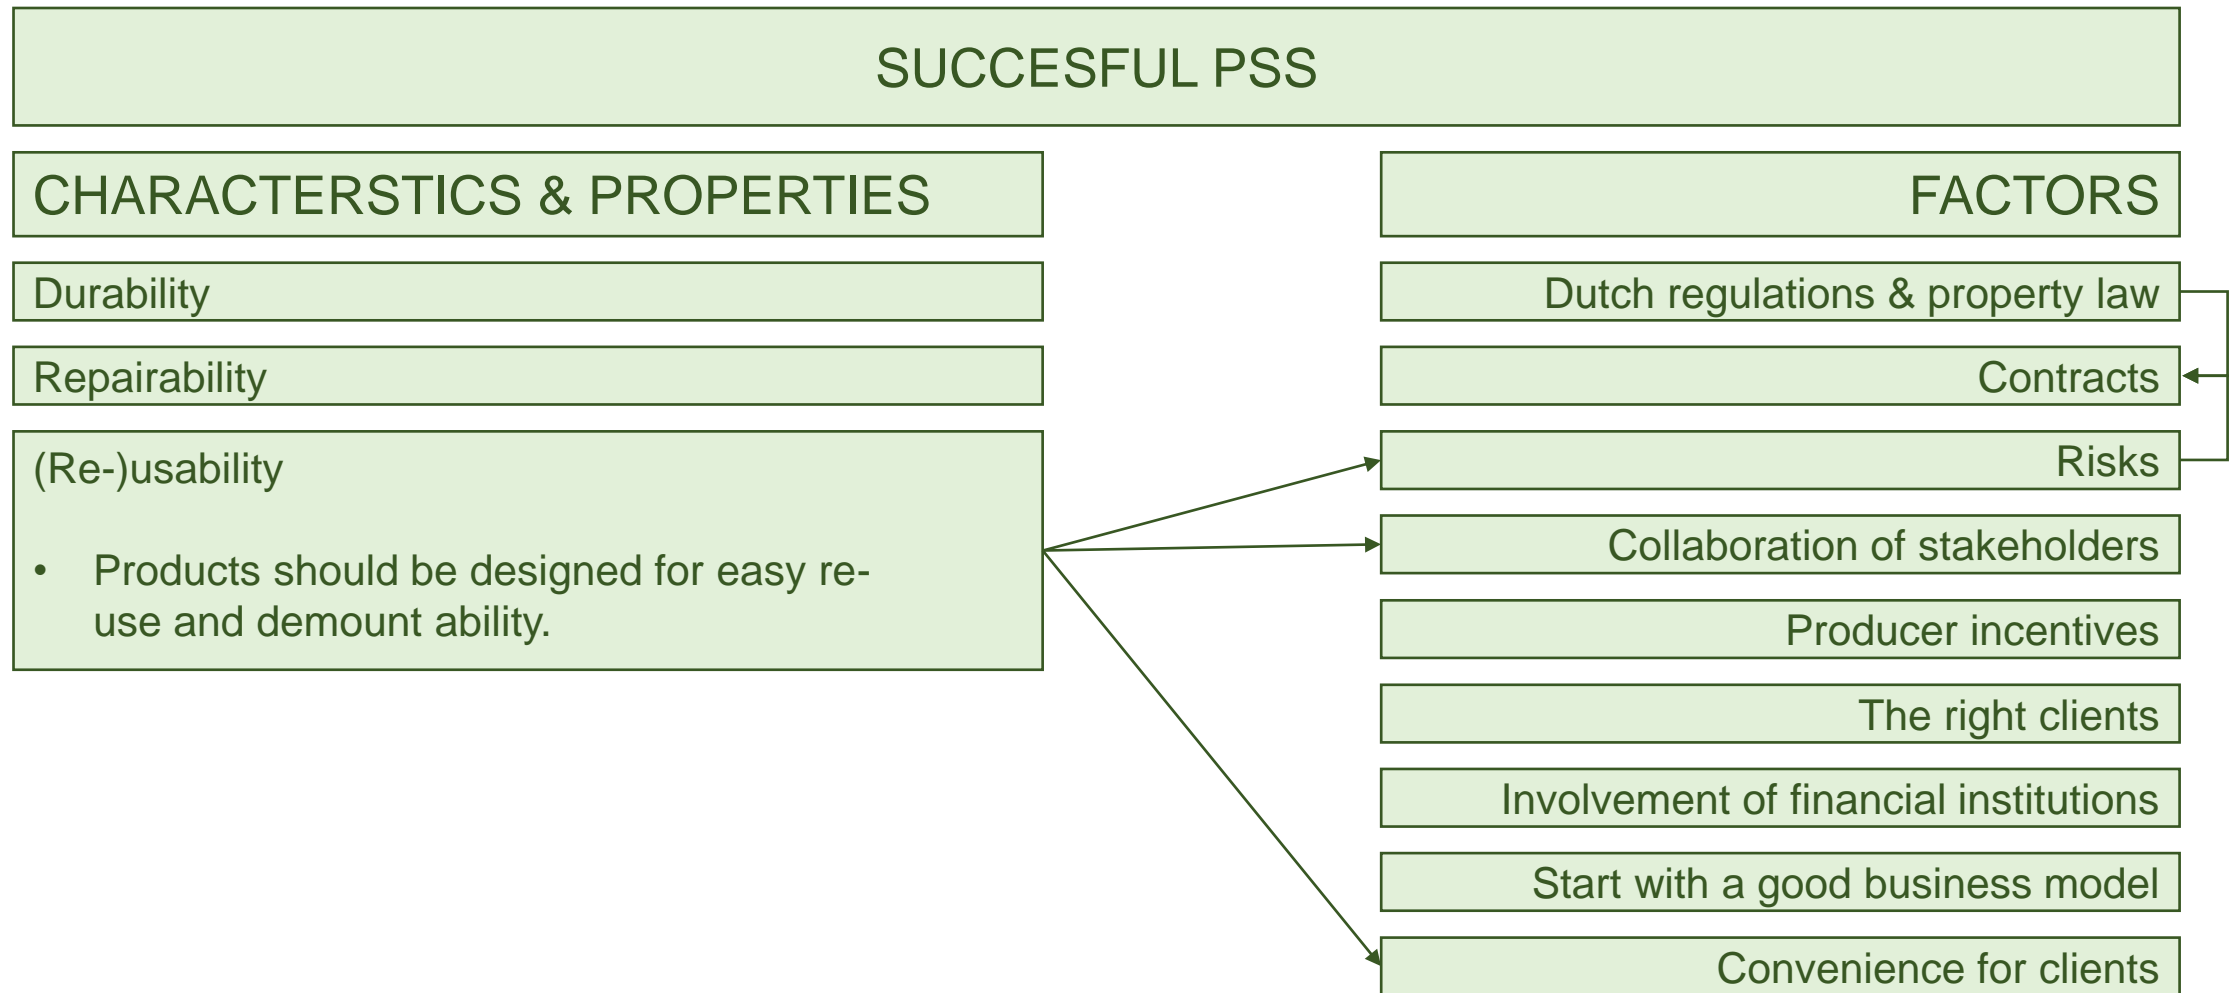 SUCCESFUL PSS
CHARACTERSTICS & PROPERTIES
Durability
Repairability
(Re-)usability
• Products should be designed for easy re-
use and demount ability.
FACTORS
Dutch regulations & property law
Contracts
Risks
Collaboration of stakeholders
Producer incentives
The right clients
Involvement of financial institutions
Start with a good business model
Convenience for clients